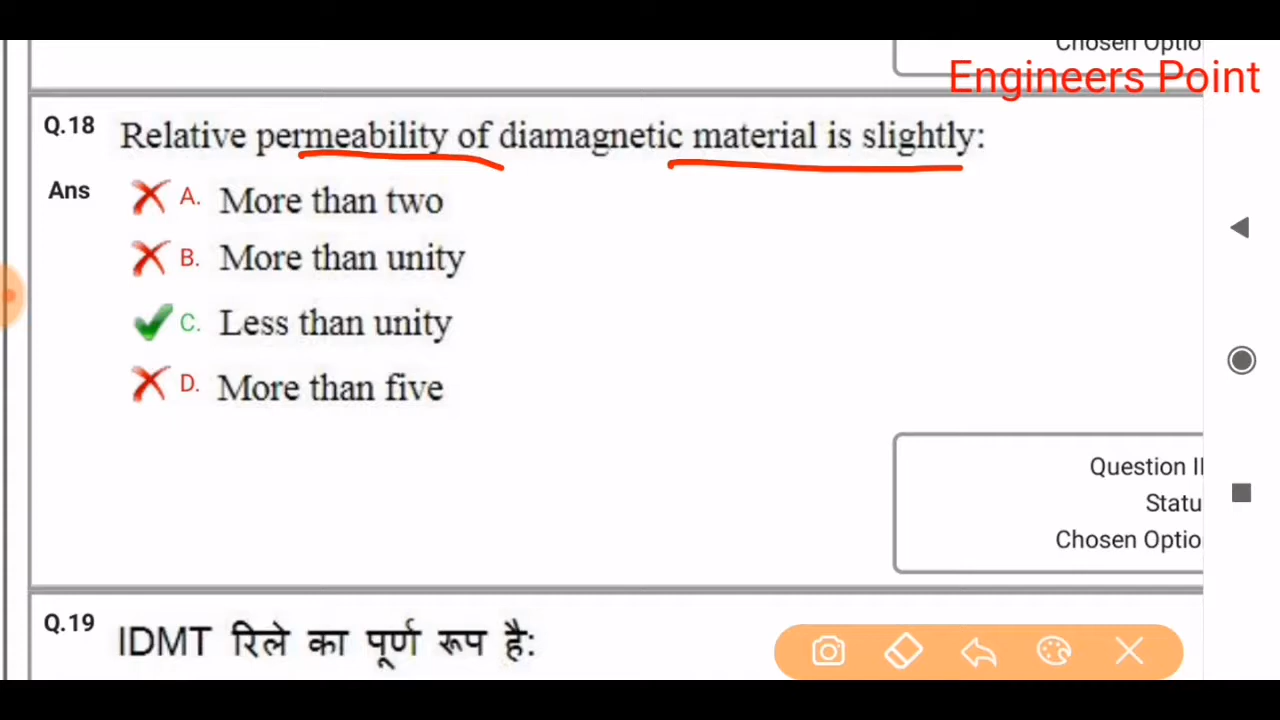 Chosen Optio
Engineers Point
Q.18 Relative permeability of diamagnetic material is slightly:
Ans A. More than two
B. More than unity
C. Less than unity
D. More than five
Question I
Statu
Chosen Optio
Q.19 IDMT रिले का पूर्ण रूप है: